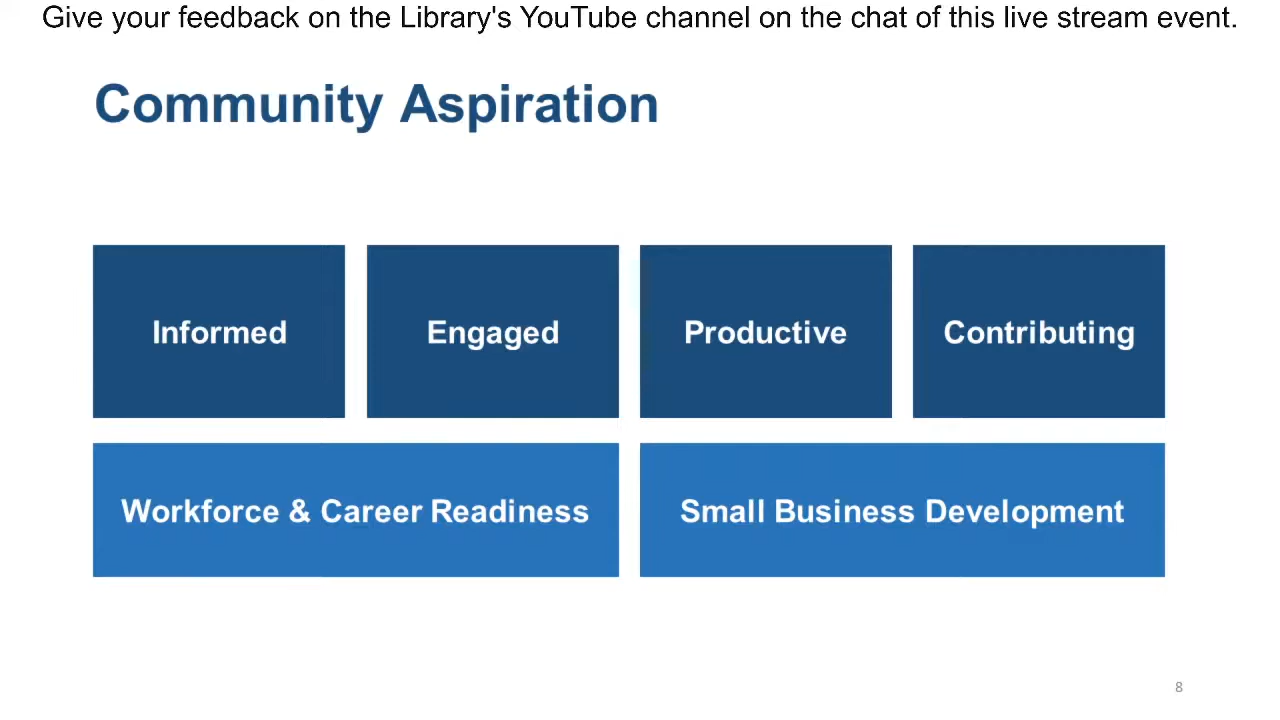 Give your feedback on the Library's YouTube channel on the chat of this live stream event.
Community Aspiration
Informed
Engaged
Productive
Contributing
Workforce & Career Readiness
Small Business Development
8